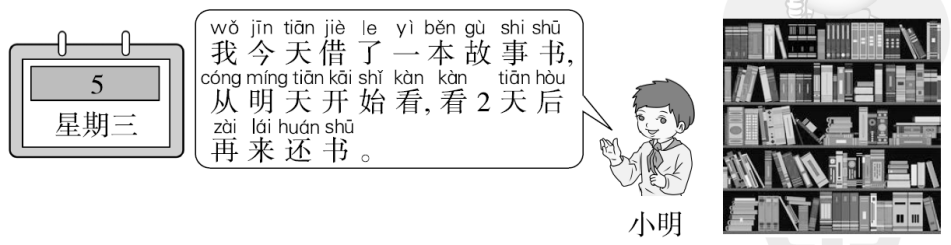 5
星期三
wǒ jīn tiān jiè le yì běn gù shi shū
我今天借了一本故事书,
cóng míng tiān kāi shǐ kàn kàn tiān hòu
从明天开始看,看2天后
zài lái huán shū
再来还书。
小明